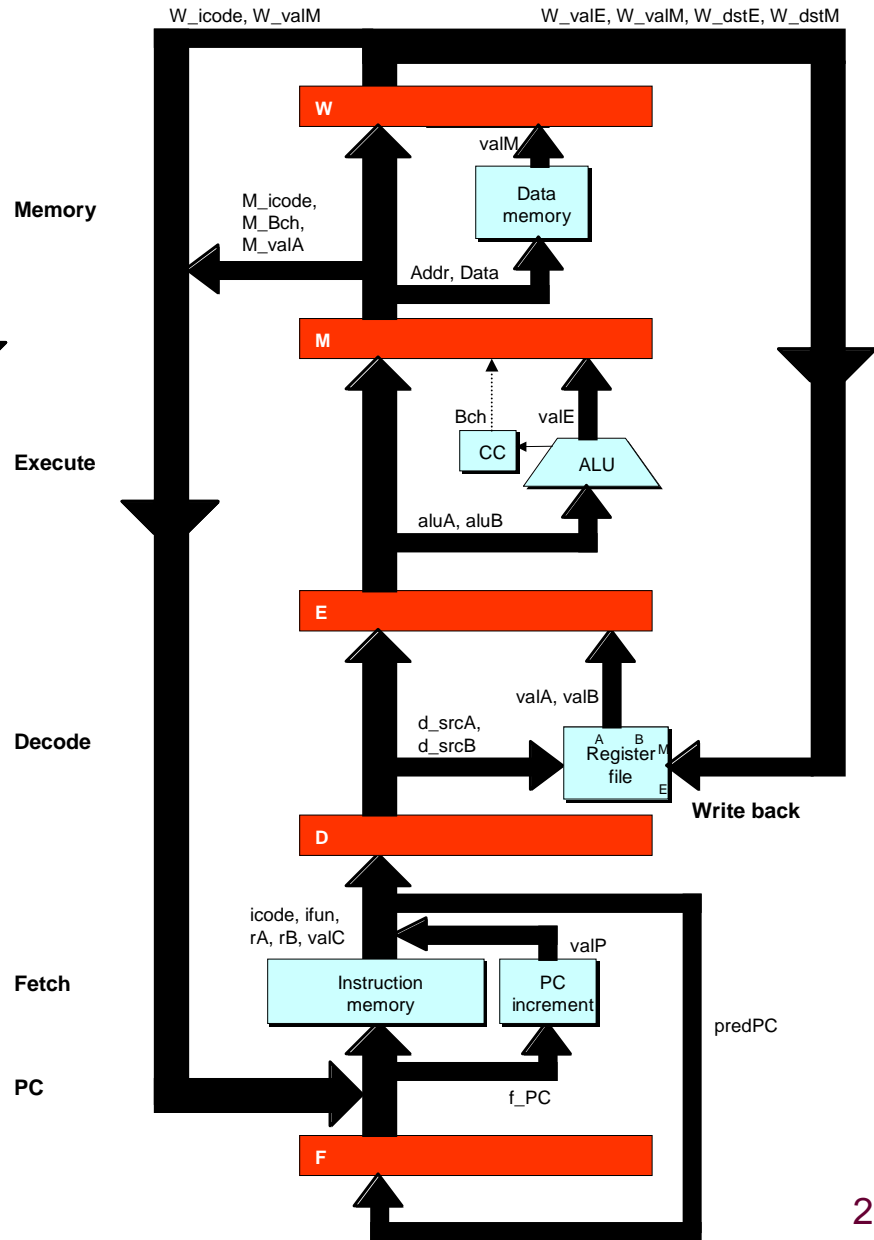 W_icode, W_valM
W_valE, W_valM, W_dstE, W_dstM
W
valM
Data
memory
Memory
M_icode,
M_Bch,
M_valA
Addr, Data
M
Bch
valE
CC
ALU
Execute
aluA, aluB
E
valA, valB
d_srcA,
d_srcB
Decode
A
B
M
Register
file
E
Write back
D
icode, ifun,
rA, rB, valC
valP
Fetch
Instruction
memory
PC
increment
predPC
PC
f_PC
F
2